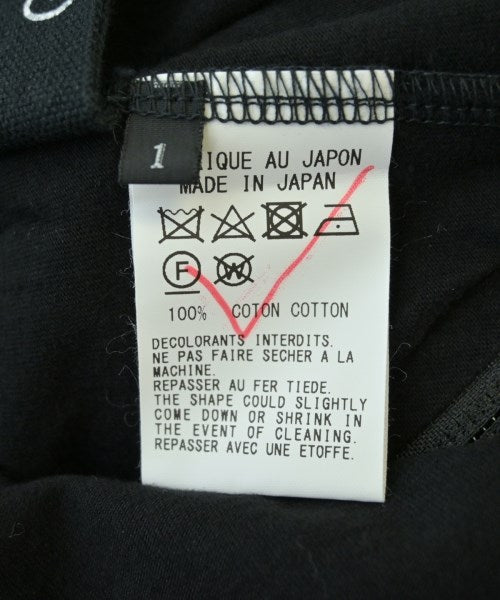 1
RIQUE AU JAPON
MADE IN JAPAN
F W
100% COTON COTTON
DECOLORANTS INTERDITS.
NE PAS FAIRE SECHER A LA
MACHINE.
REPASSER AU FER TIEDE.
THE SHAPE COULD SLIGHTLY
COME DOWN OR SHRINK IN
THE EVENT OF CLEANING.
REPASSER AVEC UNE ETOFFE.